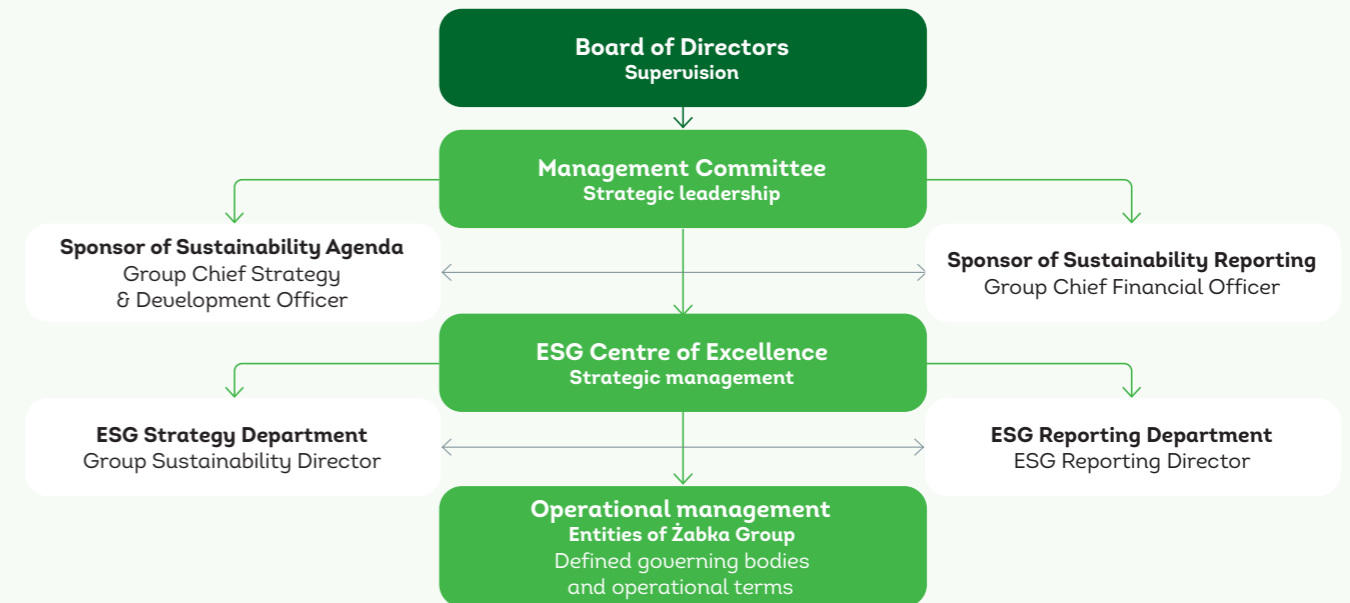 Board of Directors
Supervision
Management Committee
Strategic leadership
Sponsor of Sustainability Agenda
Group Chief Strategy
& Development Officer
Sponsor of Sustainability Reporting
Group Chief Financial Officer
ESG Centre of Excellence
Strategic management
ESG Strategy Department
Group Sustainability Director
ESG Reporting Department
ESG Reporting Director
Operational management
Entities of Żabka Group
Defined governing bodies
and operational terms